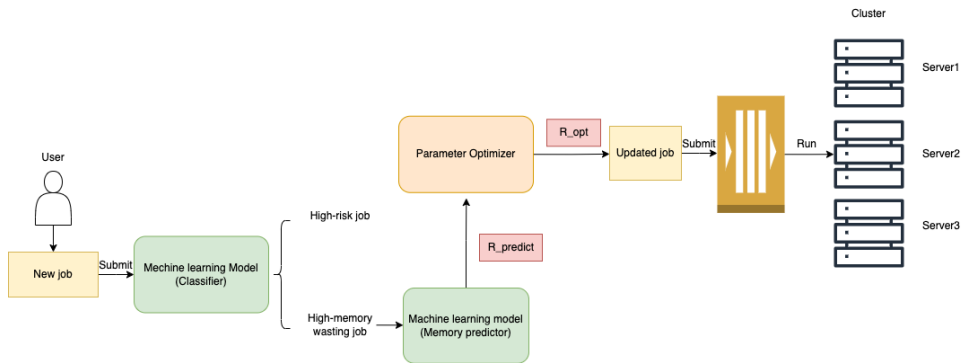 Cluster
Server1
R_opt
Parameter Optimizer
Updated job
Submit
Run
Server2
User
High-risk job
Server3
R_predict
New job
Submit
Mechine learning Model
(Classifier)
High-memory
wasting job
Machine learning model
(Memory predictor)